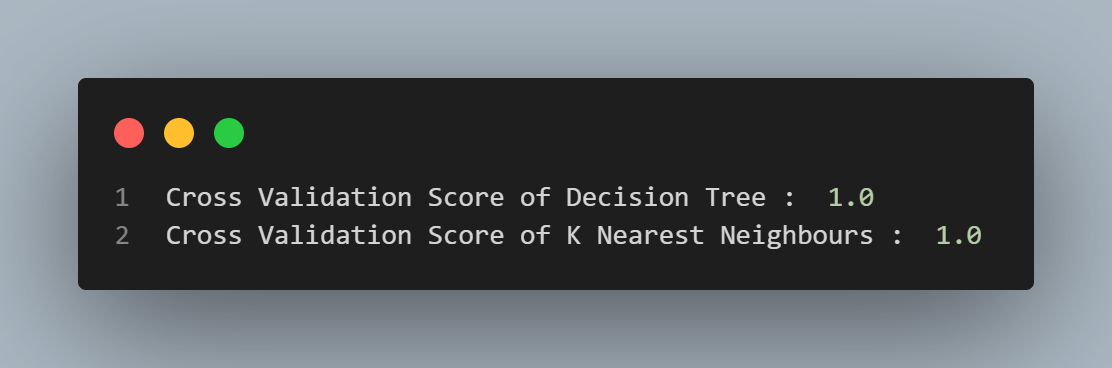 1 Cross Validation Score of Decision Tree : 1.0
2 Cross Validation Score of K Nearest Neighbours : 1.0